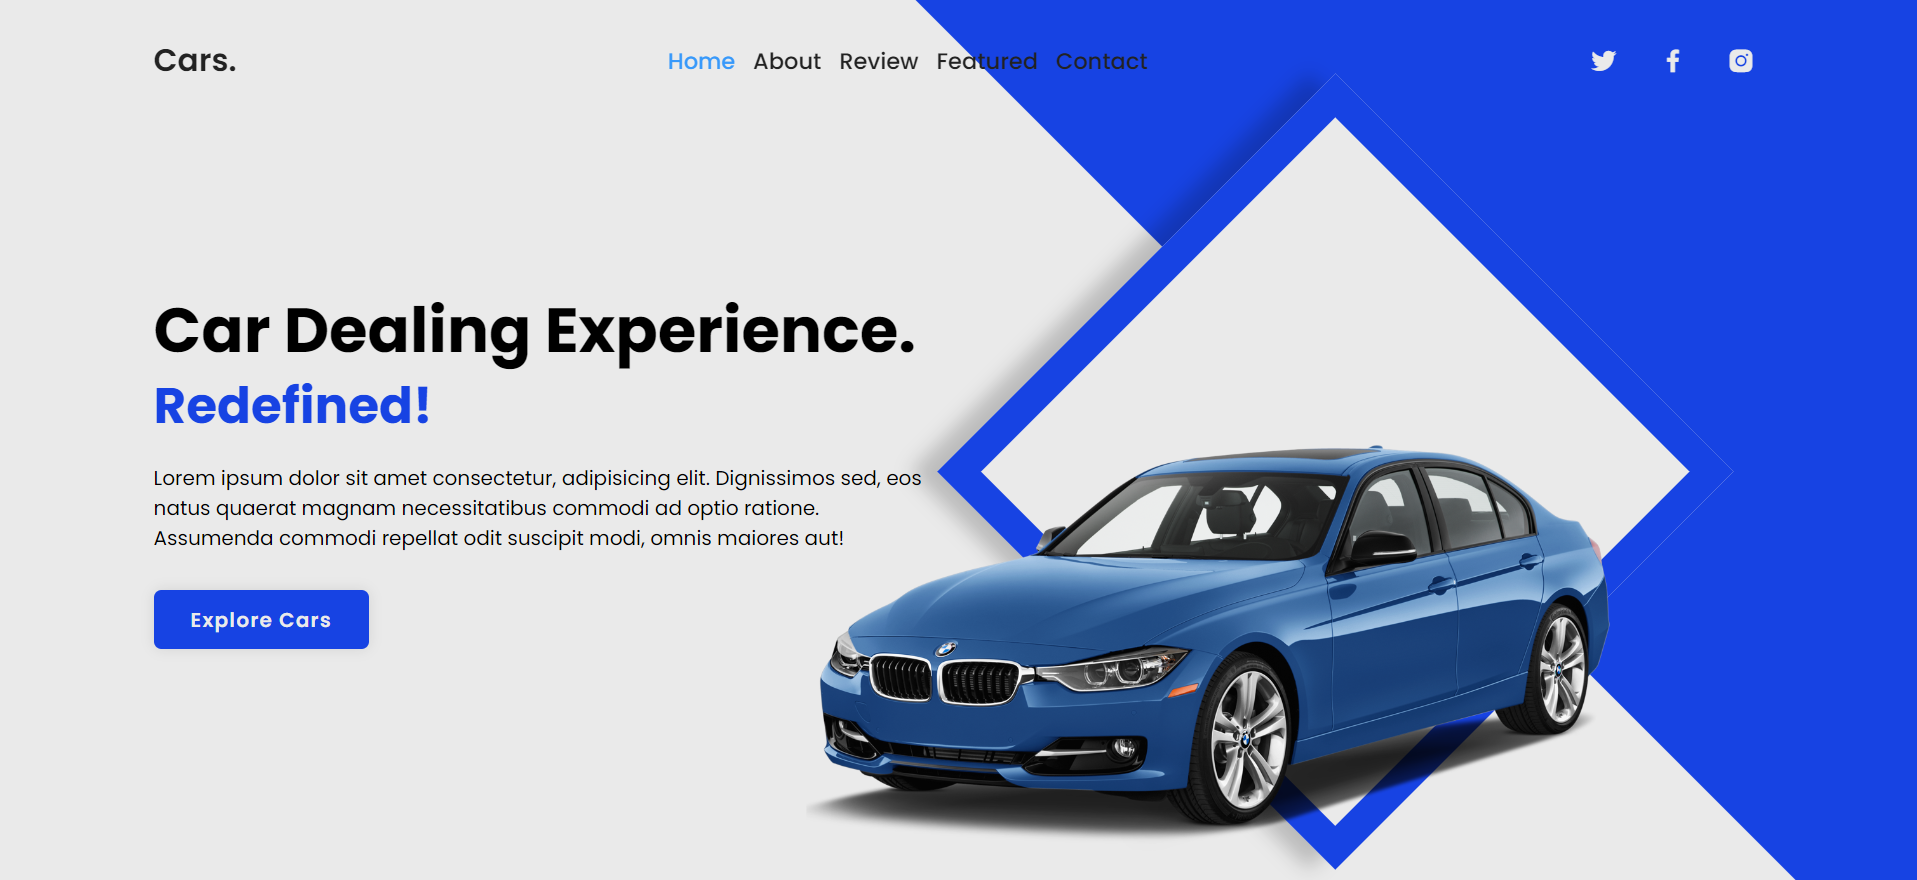 Cars.
Home About Review Featured Contact
Car Dealing Experience.
Redefined!
Lorem ipsum dolor sit amet consectetur, adipisicing elit. Dignissimos sed, eos
natus quaerat magnam necessitatibus commodi ad optio ratione.
Assumenda commodi repellat odit suscipit modi, omnis maiores aut!
Explore Cars